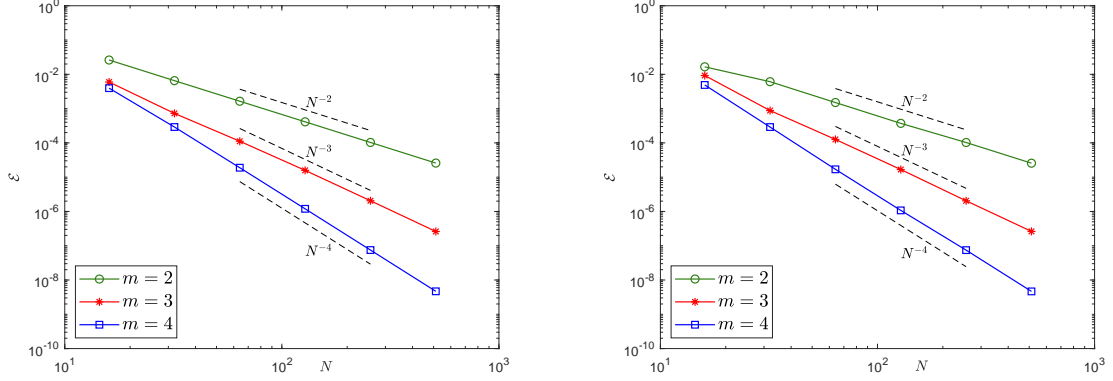 10^0
10^{-2}
10^{-4}
10^{-6}
10^{-8}
10^{-10}
ℰ
N^{-2}
N^{-3}
N^{-4}
m = 2
m = 3
m = 4
10^1
10^2
N
10^3
10^0
10^{-2}
10^{-4}
10^{-6}
10^{-8}
10^{-10}
ℰ
N^{-2}
N^{-3}
N^{-4}
m = 2
m = 3
m = 4
10^1
10^2
N
10^3